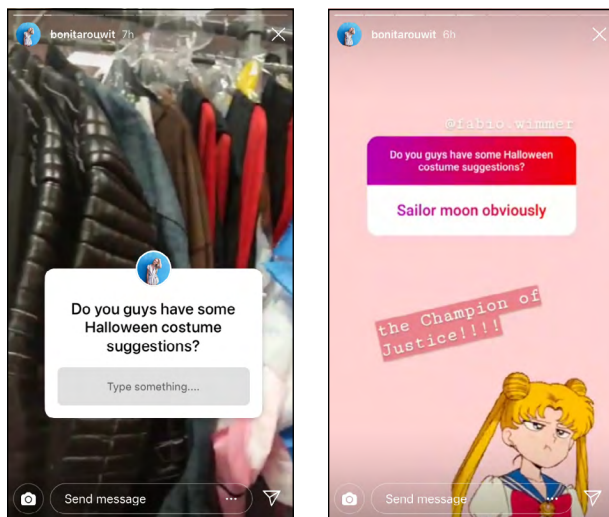 bonitarouwit 7h
Do you guys have some
Halloween costume
suggestions?
Type something....
Send message
bonitarouwit 6h
@fabio.wimmer
Do you guys have some Halloween
costume suggestions?
Sailor moon obviously
the Champion of
Justice!!!!
Send message